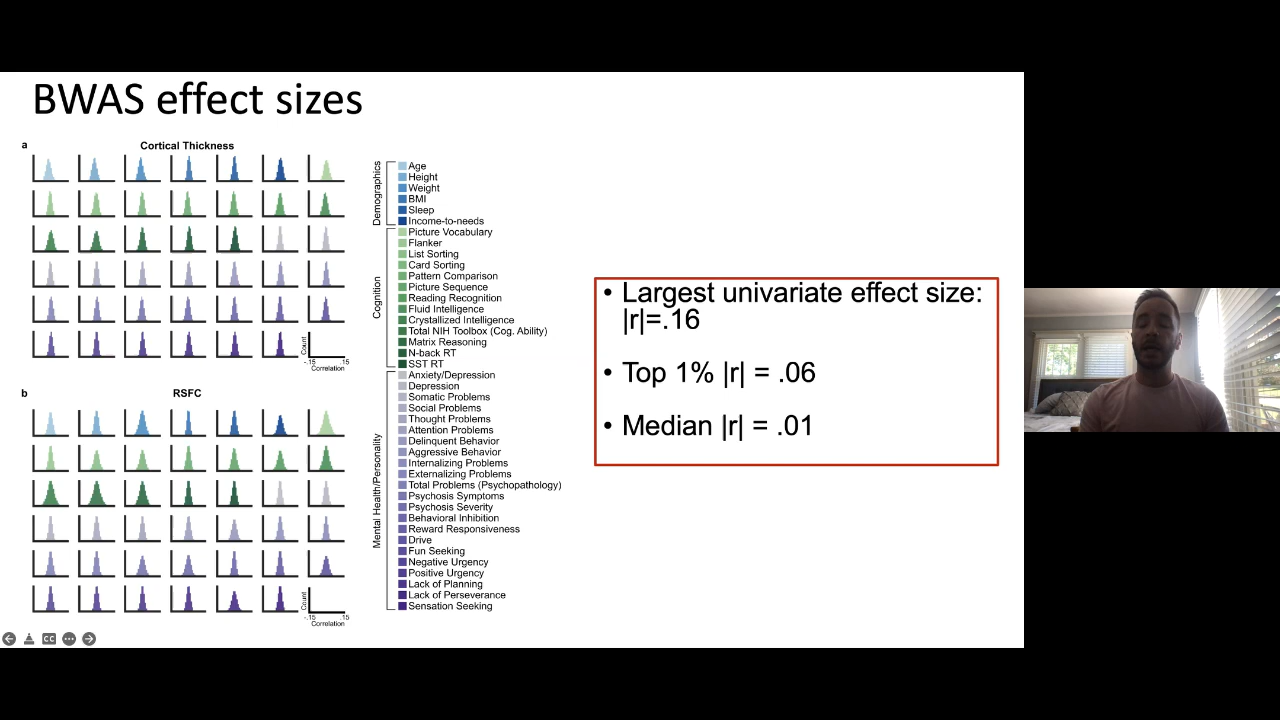 BWAS effect sizes
a
Cortical Thickness
Count
-.15 .15
Correlation
b
RSFC
Count
-.15 .15
Correlation
Demographics
Age
Height
Weight
BMI
Sleep
Income-to-needs
Cognition
Picture Vocabulary
Flanker
List Sorting
Card Sorting
Pattern Comparison
Picture Sequence
Reading Recognition
Fluid Intelligence
Crystallized Intelligence
Total NIH Toolbox (Cog. Ability)
Matrix Reasoning
N-back RT
SST RT
Mental Health/Personality
Anxiety/Depression
Depression
Somatic Problems
Social Problems
Thought Problems
Attention Problems
Delinquent Behavior
Aggressive Behavior
Internalizing Problems
Externalizing Problems
Total Problems (Psychopathology)
Psychosis Symptoms
Psychosis Severity
Behavioral Inhibition
Reward Responsiveness
Drive
Fun Seeking
Negative Urgency
Positive Urgency
Lack of Planning
Lack of Perseverance
Sensation Seeking
• Largest univariate effect size:
|r|=.16
• Top 1% |r| = .06
• Median |r| = .01
CC